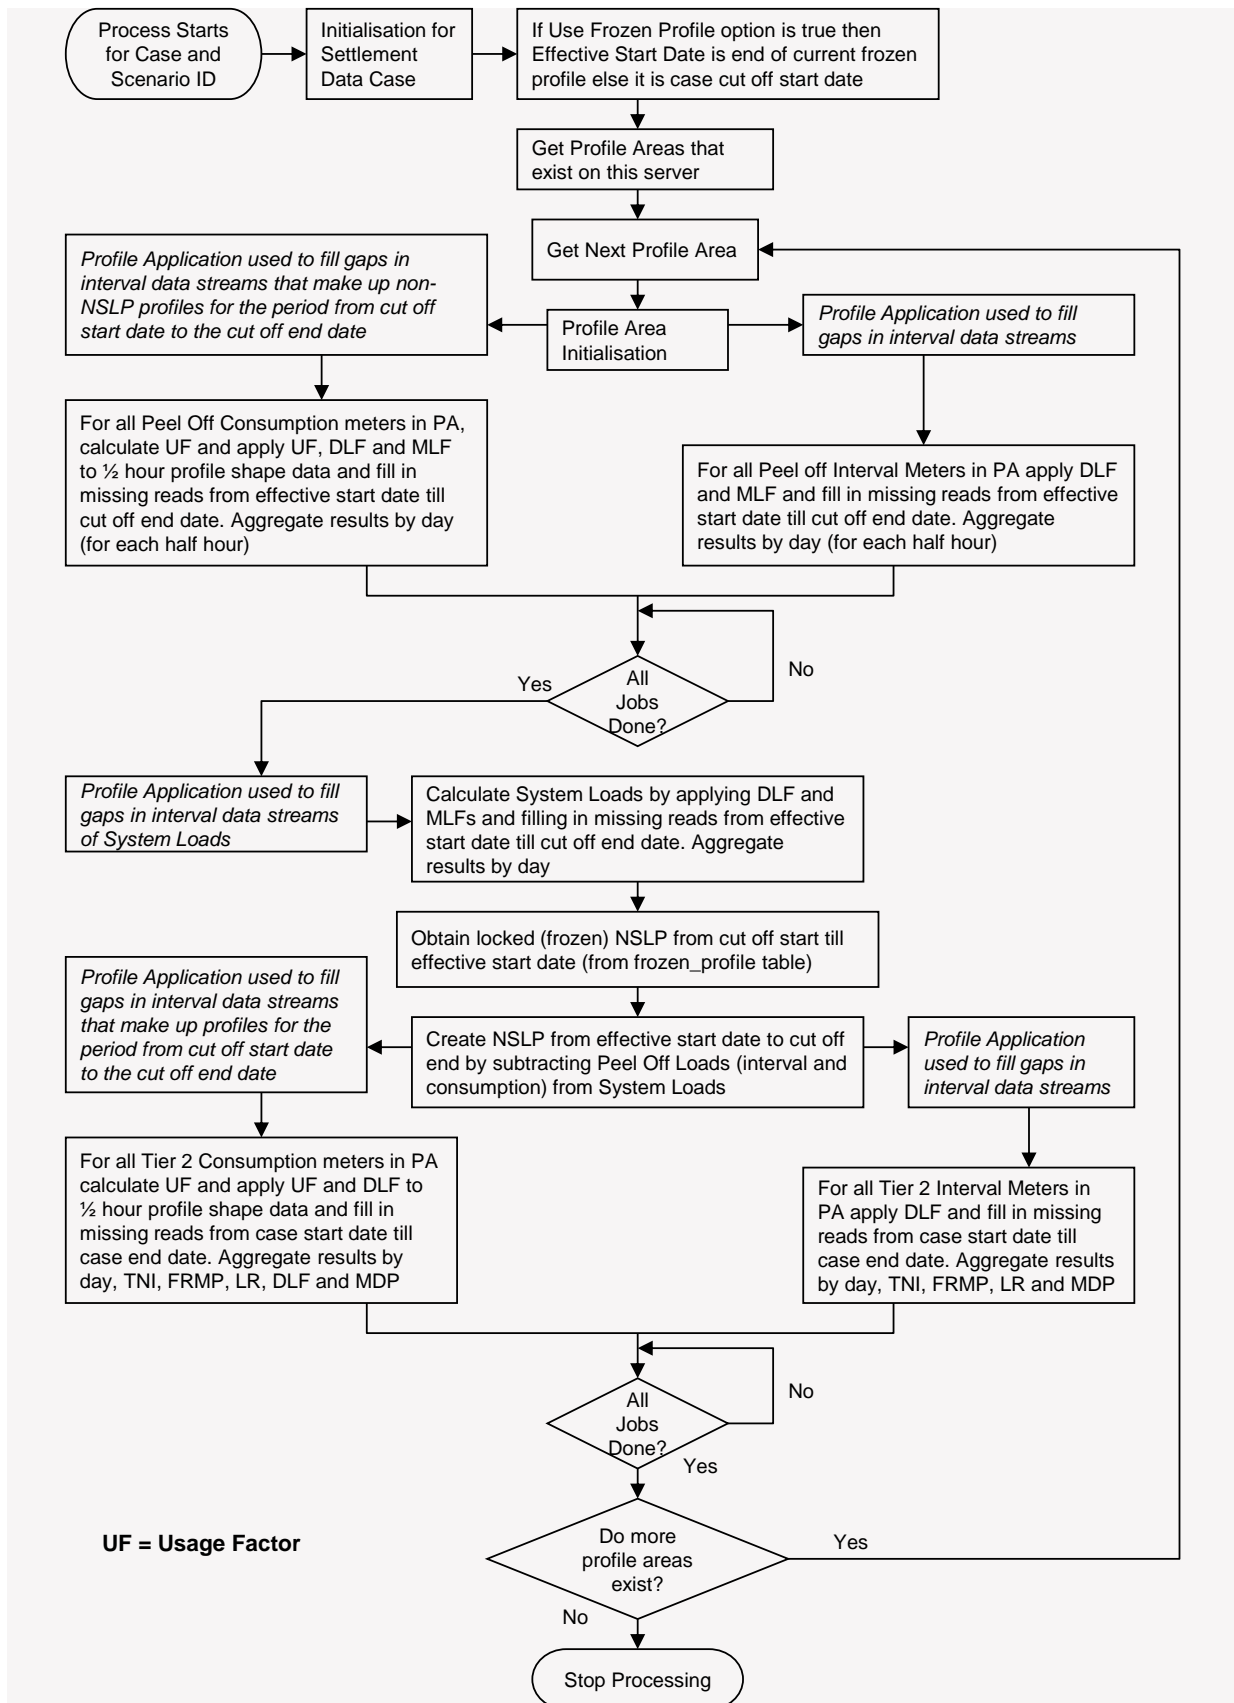 Process Starts
for Case and
Scenario ID
Initialisation for
Settlement
Data Case
If Use Frozen Profile option is true then
Effective Start Date is end of current frozen
profile else it is case cut off start date
Get Profile Areas that
exist on this server
Get Next Profile Area
Profile Application used to fill gaps in
interval data streams that make up non-
NSLP profiles for the period from cut off
start date to the cut off end date
Profile Area
Initialisation
Profile Application used to fill
gaps in interval data streams
For all Peel Off Consumption meters in PA,
calculate UF and apply UF, DLF and MLF
to ½ hour profile shape data and fill in
missing reads from effective start date till
cut off end date. Aggregate results by day
(for each half hour)
For all Peel off Interval Meters in PA apply DLF
and MLF and fill in missing reads from effective
start date till cut off end date. Aggregate
results by day (for each half hour)
All
Jobs
Done?
Yes
No
Profile Application used to fill
gaps in interval data streams
of System Loads
Calculate System Loads by applying DLF and
MLFs and filling in missing reads from effective
start date till cut off end date. Aggregate
results by day
Obtain locked (frozen) NSLP from cut off start till
effective start date (from frozen_profile table)
Profile Application used to fill
gaps in interval data streams
that make up profiles for the
period from cut off start date
to the cut off end date
Create NSLP from effective start date to cut off
end by subtracting Peel Off Loads (interval and
consumption) from System Loads
Profile Application
used to fill gaps in
interval data streams
For all Tier 2 Consumption meters in PA
calculate UF and apply UF and DLF to
½ hour profile shape data and fill in
missing reads from case start date till
case end date. Aggregate results by
day, TNI, FRMP, LR, DLF and MDP
For all Tier 2 Interval Meters in
PA apply DLF and fill in missing
reads from case start date till
case end date. Aggregate results
by day, TNI, FRMP, LR and MDP
All
Jobs
Done?
No
Yes
UF = Usage Factor
Do more
profile areas
exist?
Yes
No
Stop Processing